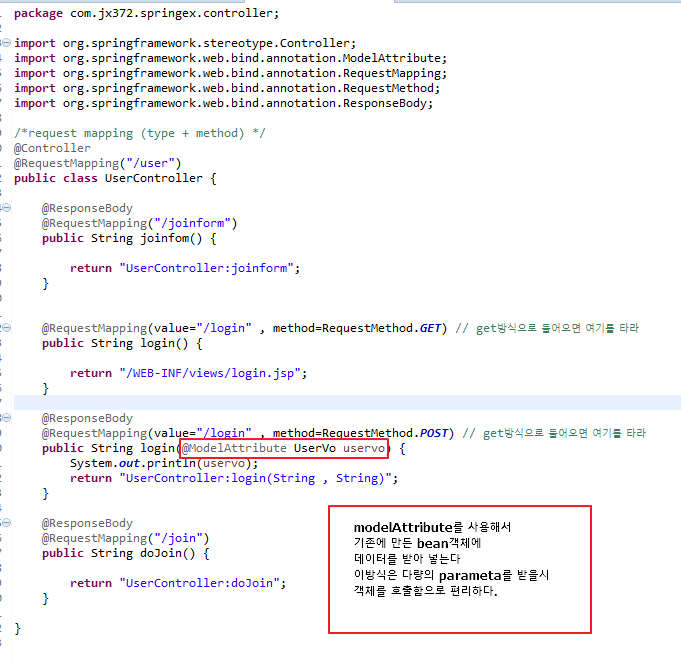 package com.jx372.springex.controller;
import org.springframework.stereotype.Controller;
import org.springframework.web.bind.annotation.ModelAttribute;
import org.springframework.web.bind.annotation.RequestMapping;
import org.springframework.web.bind.annotation.RequestMethod;
import org.springframework.web.bind.annotation.ResponseBody;
/*request mapping (type + method) */
@Controller
@RequestMapping("/user")
public class UserController {
@ResponseBody
@RequestMapping("/joinform")
public String joinfom() {
return "UserController:joinform";
}
@RequestMapping(value="/login" , method=RequestMethod.GET) // get방식으로 들어오면 여기를 타라
public String login() {
return "/WEB-INF/views/login.jsp";
}
@ResponseBody
@RequestMapping(value="/login" , method=RequestMethod.POST) // get방식으로 들어오면 여기를 타라
public String login(@ModelAttribute UserVo uservo) {
System.out.println(uservo);
return "UserController:login(String , String)";
}
@ResponseBody
@RequestMapping("/join")
public String doJoin() {
return "UserController:doJoin";
}
}
modelAttribute를 사용해서
기존에 만든 bean객체에
데이터를 받아 넣는다
이방식은 다량의 parameta를 받을시
객체를 호출함으로 편리하다.